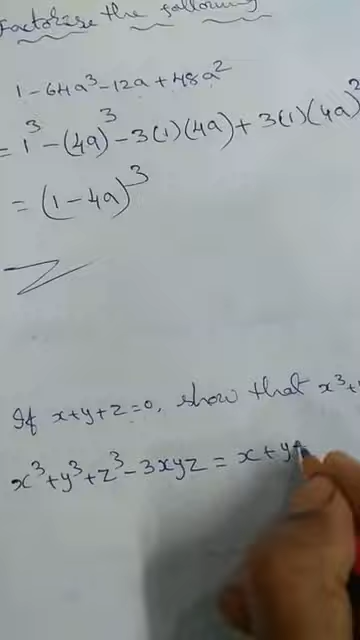 Factorise the following
1 - 64a³ - 12a + 48a²
= 1³ - (4a)³ - 3(1)(4a) + 3(1)(4a)²
= (1 - 4a)³
If x+y+z=0, show that x³+
x³+y³+z³-3xyz = x+y+